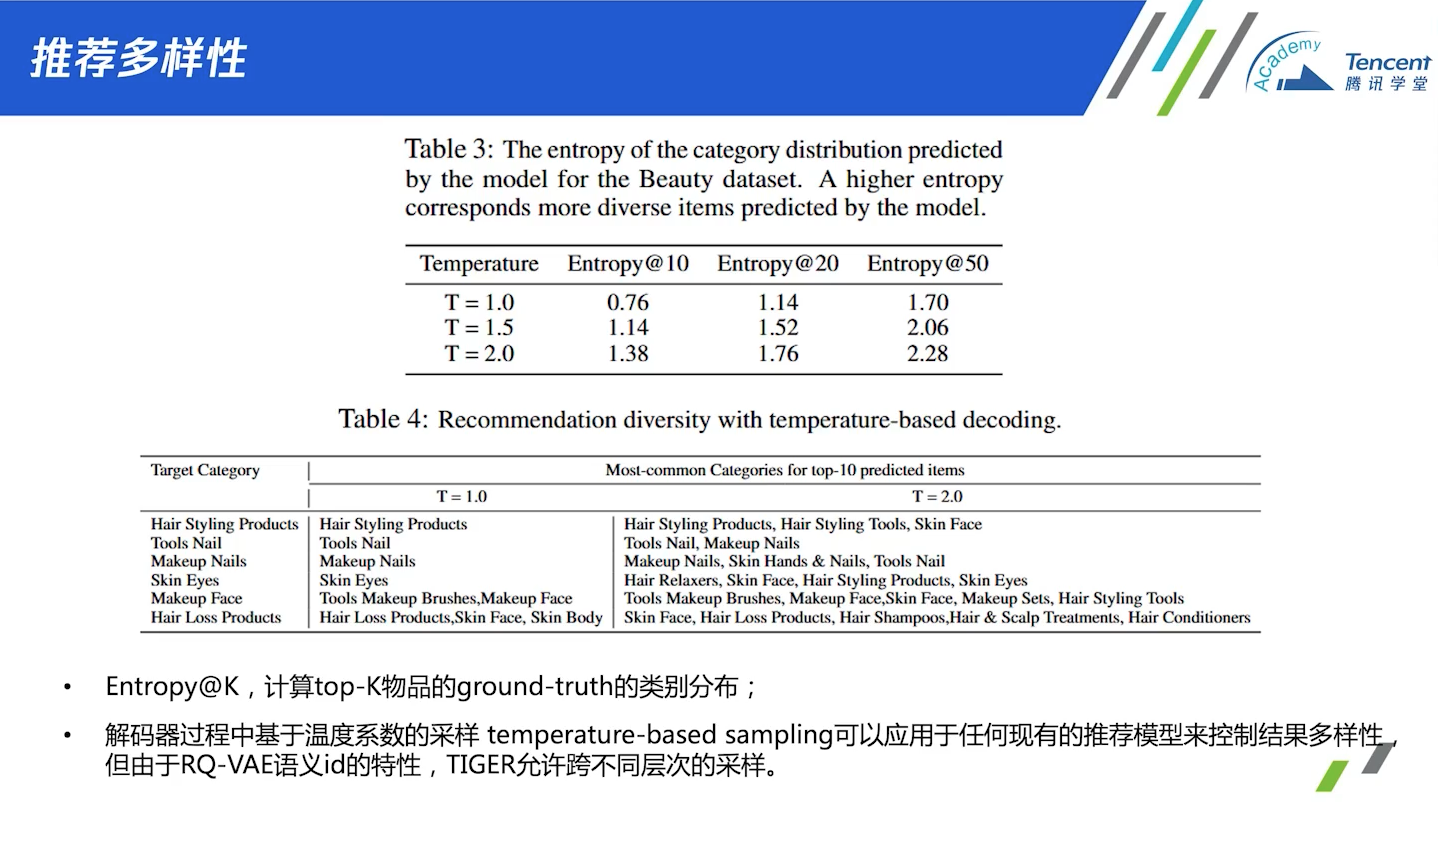 推荐多样性
Academy
Tencent
腾讯学堂
Table 3: The entropy of the category distribution predicted
by the model for the Beauty dataset. A higher entropy
corresponds more diverse items predicted by the model.
Temperature Entropy@10 Entropy@20 Entropy@50
T = 1.0 0.76 1.14 1.70
T = 1.5 1.14 1.52 2.06
T = 2.0 1.38 1.76 2.28
Table 4: Recommendation diversity with temperature-based decoding.
Target Category Most-common Categories for top-10 predicted items
T = 1.0 T = 2.0
Hair Styling Products Hair Styling Products Hair Styling Products, Hair Styling Tools, Skin Face
Tools Nail Tools Nail Tools Nail, Makeup Nails
Makeup Nails Makeup Nails Makeup Nails, Skin Hands & Nails, Tools Nail
Skin Eyes Skin Eyes Hair Relaxers, Skin Face, Hair Styling Products, Skin Eyes
Makeup Face Tools Makeup Brushes,Makeup Face Tools Makeup Brushes, Makeup Face,Skin Face, Makeup Sets, Hair Styling Tools
Hair Loss Products Hair Loss Products,Skin Face, Skin Body Skin Face, Hair Loss Products, Hair Shampoos,Hair & Scalp Treatments, Hair Conditioners
• Entropy@K，计算top-K物品的ground-truth的类别分布；
• 解码器过程中基于温度系数的采样 temperature-based sampling可以应用于任何现有的推荐模型来控制结果多样性，
但由于RQ-VAE语义id的特性，TIGER允许跨不同层次的采样。